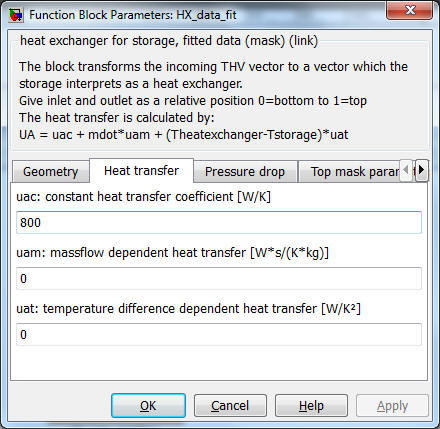 Function Block Parameters: HX_data_fit
heat exchanger for storage, fitted data (mask) (link)
The block transforms the incoming THV vector to a vector which the
storage interprets as a heat exchanger.
Give inlet and outlet as a relative position 0=bottom to 1=top
The heat transfer is calculated by:
UA = uac + mdot*uam + (Theatexchanger-Tstorage)*uat
Geometry Heat transfer Pressure drop Top mask param
uac: constant heat transfer coefficient [W/K]
800
uam: massflow dependent heat transfer [W*s/(K*kg)]
0
uat: temperature difference dependent heat transfer [W/K²]
0
OK Cancel Help Apply